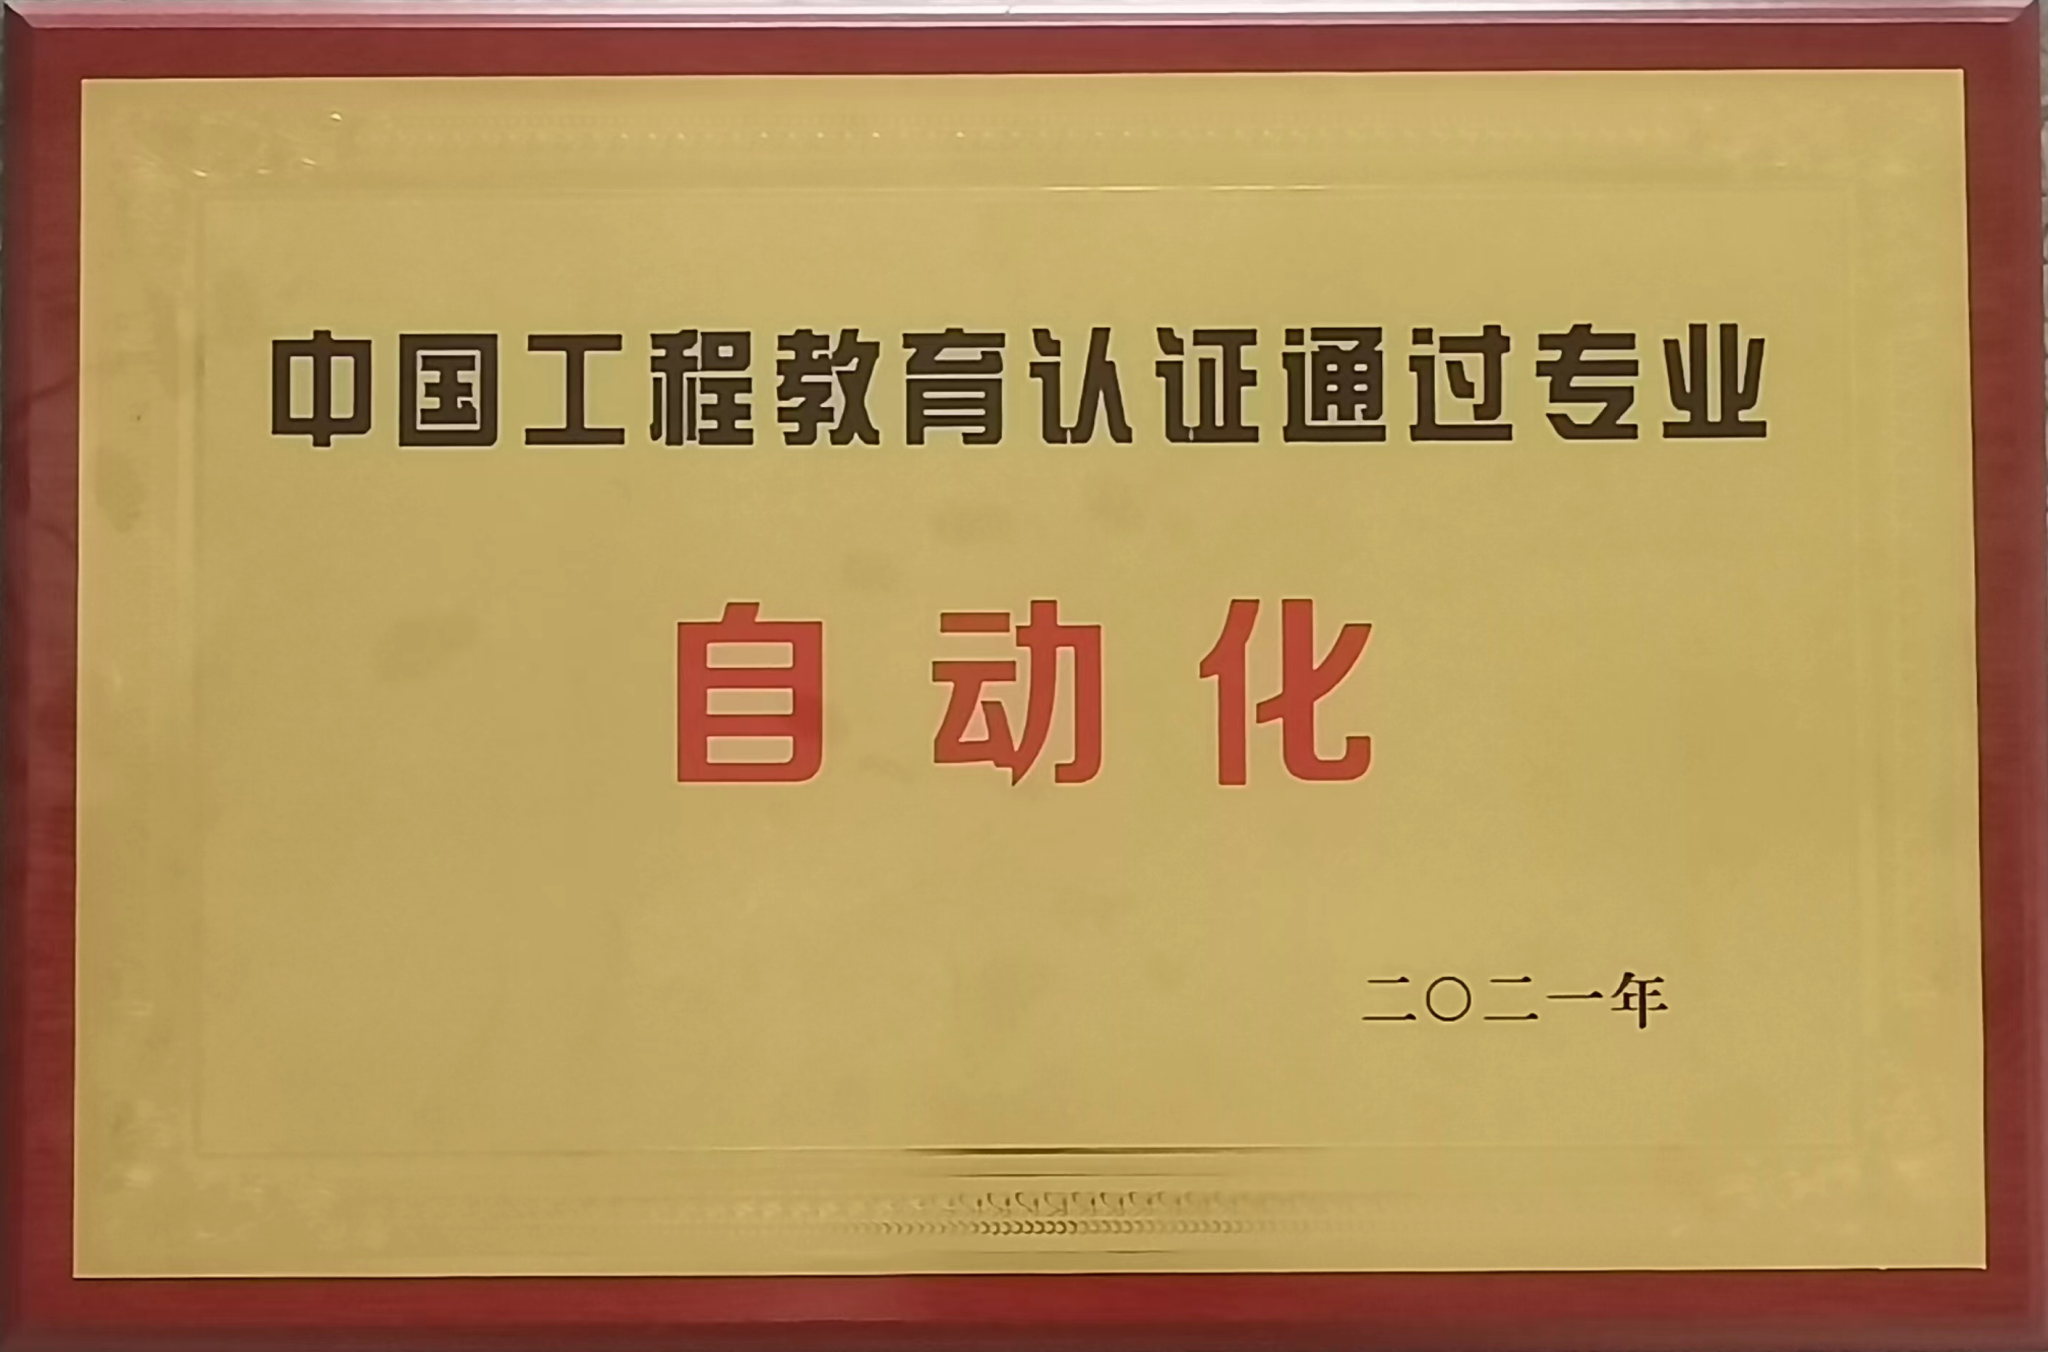 中国工程教育认证通过专业
自动化
二〇二一年